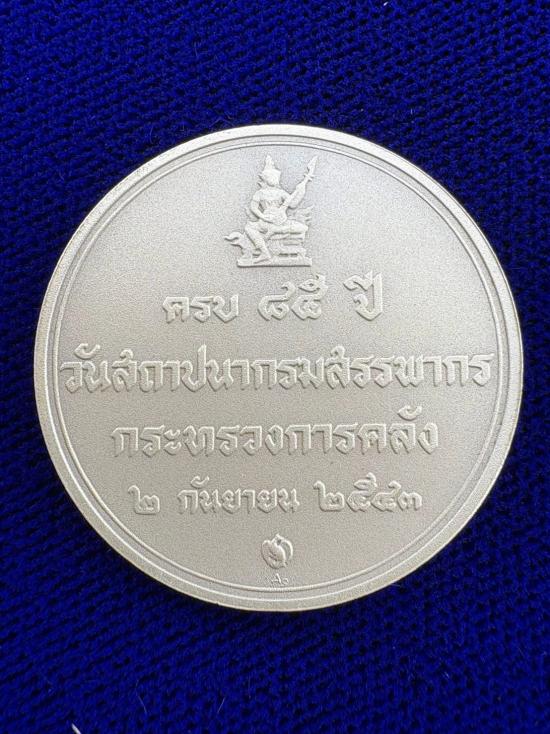 ครบ ๘๕ ปี
วันสถาปนากรมสรรพากร
กระทรวงการคลัง
๒ กันยายน ๒๕๔๓